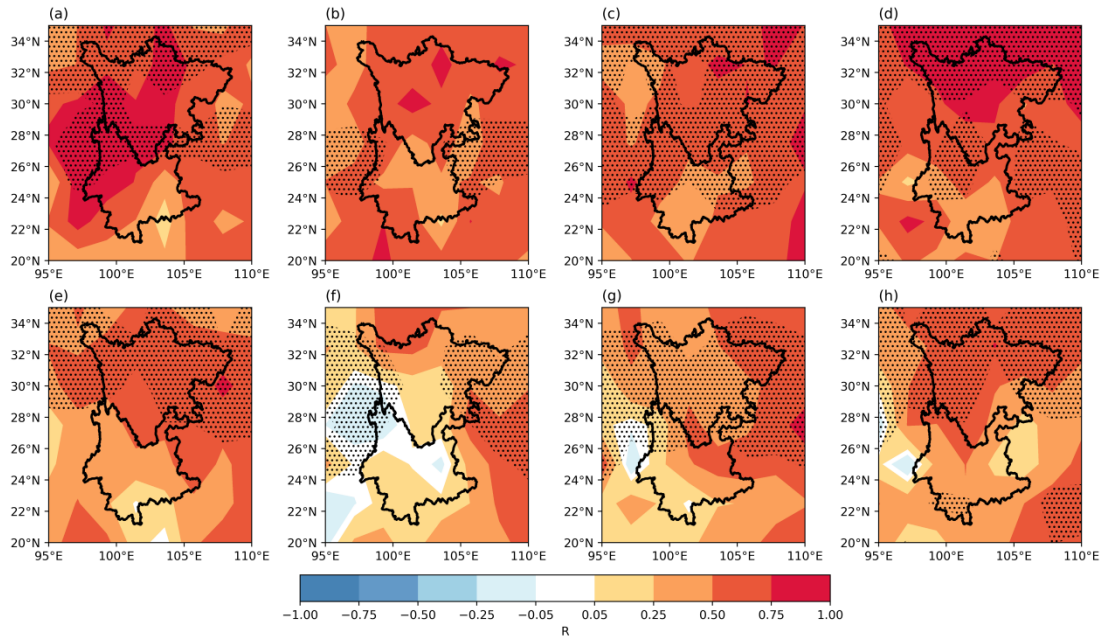 (a) (b) (c) (d)
34°N 34°N 34°N 34°N
32°N 32°N 32°N 32°N
30°N 30°N 30°N 30°N
28°N 28°N 28°N 28°N
26°N 26°N 26°N 26°N
24°N 24°N 24°N 24°N
22°N 22°N 22°N 22°N
20°N 20°N 20°N 20°N
95°E 100°E 105°E 110°E 95°E 100°E 105°E 110°E 95°E 100°E 105°E 110°E 95°E 100°E 105°E 110°E
(e) (f) (g) (h)
34°N 34°N 34°N 34°N
32°N 32°N 32°N 32°N
30°N 30°N 30°N 30°N
28°N 28°N 28°N 28°N
26°N 26°N 26°N 26°N
24°N 24°N 24°N 24°N
22°N 22°N 22°N 22°N
20°N 20°N 20°N 20°N
95°E 100°E 105°E 110°E 95°E 100°E 105°E 110°E 95°E 100°E 105°E 110°E 95°E 100°E 105°E 110°E
−1.00 −0.75 −0.50 −0.25 −0.05 0.05 0.25 0.50 0.75 1.00
R